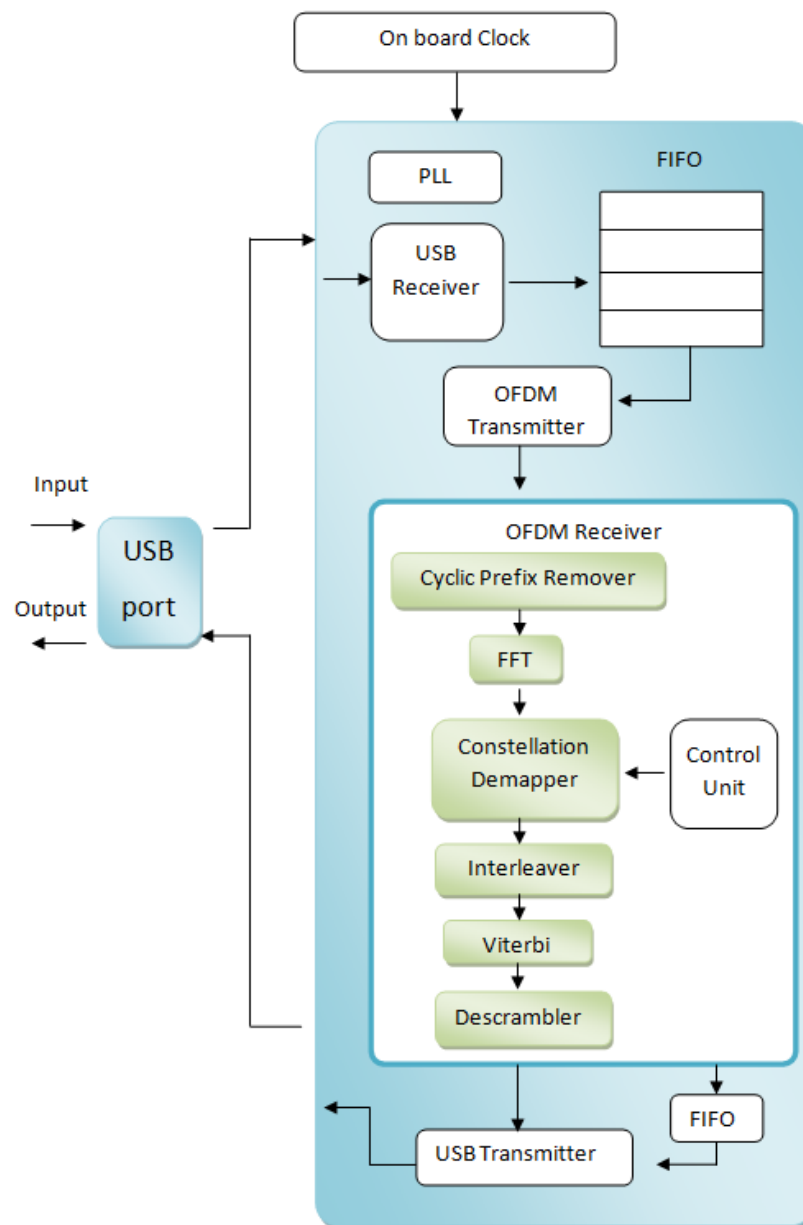 On board Clock
PLL
FIFO
USB
Receiver
OFDM
Transmitter
Input
USB
port
Output
OFDM Receiver
Cyclic Prefix Remover
FFT
Constellation
Demapper
Control
Unit
Interleaver
Viterbi
Descrambler
FIFO
USB Transmitter